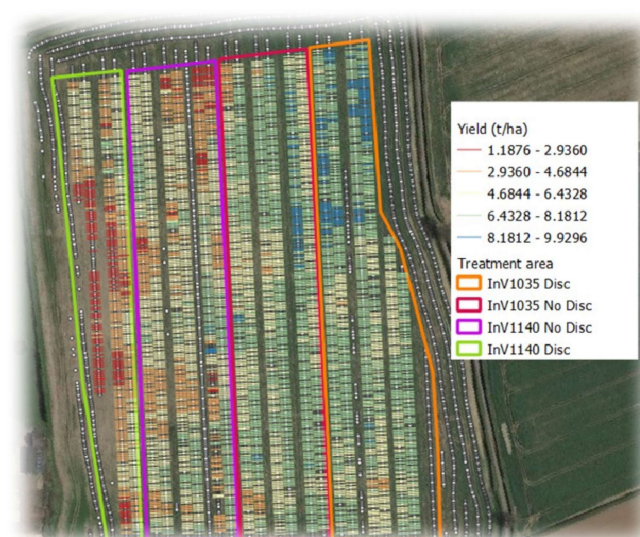 Yield (t/ha)
1.1876 - 2.9360
2.9360 - 4.6844
4.6844 - 6.4328
6.4328 - 8.1812
8.1812 - 9.9296
Treatment area
InV1035 Disc
InV1035 No Disc
InV1140 No Disc
InV1140 Disc